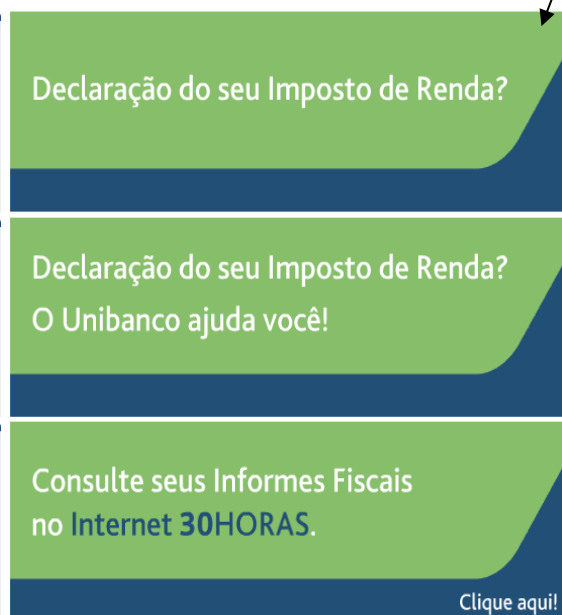 Declaração do seu Imposto de Renda?
Declaração do seu Imposto de Renda?
O Unibanco ajuda você!
Consulte seus Informes Fiscais
no Internet 30HORAS.
Clique aqui!